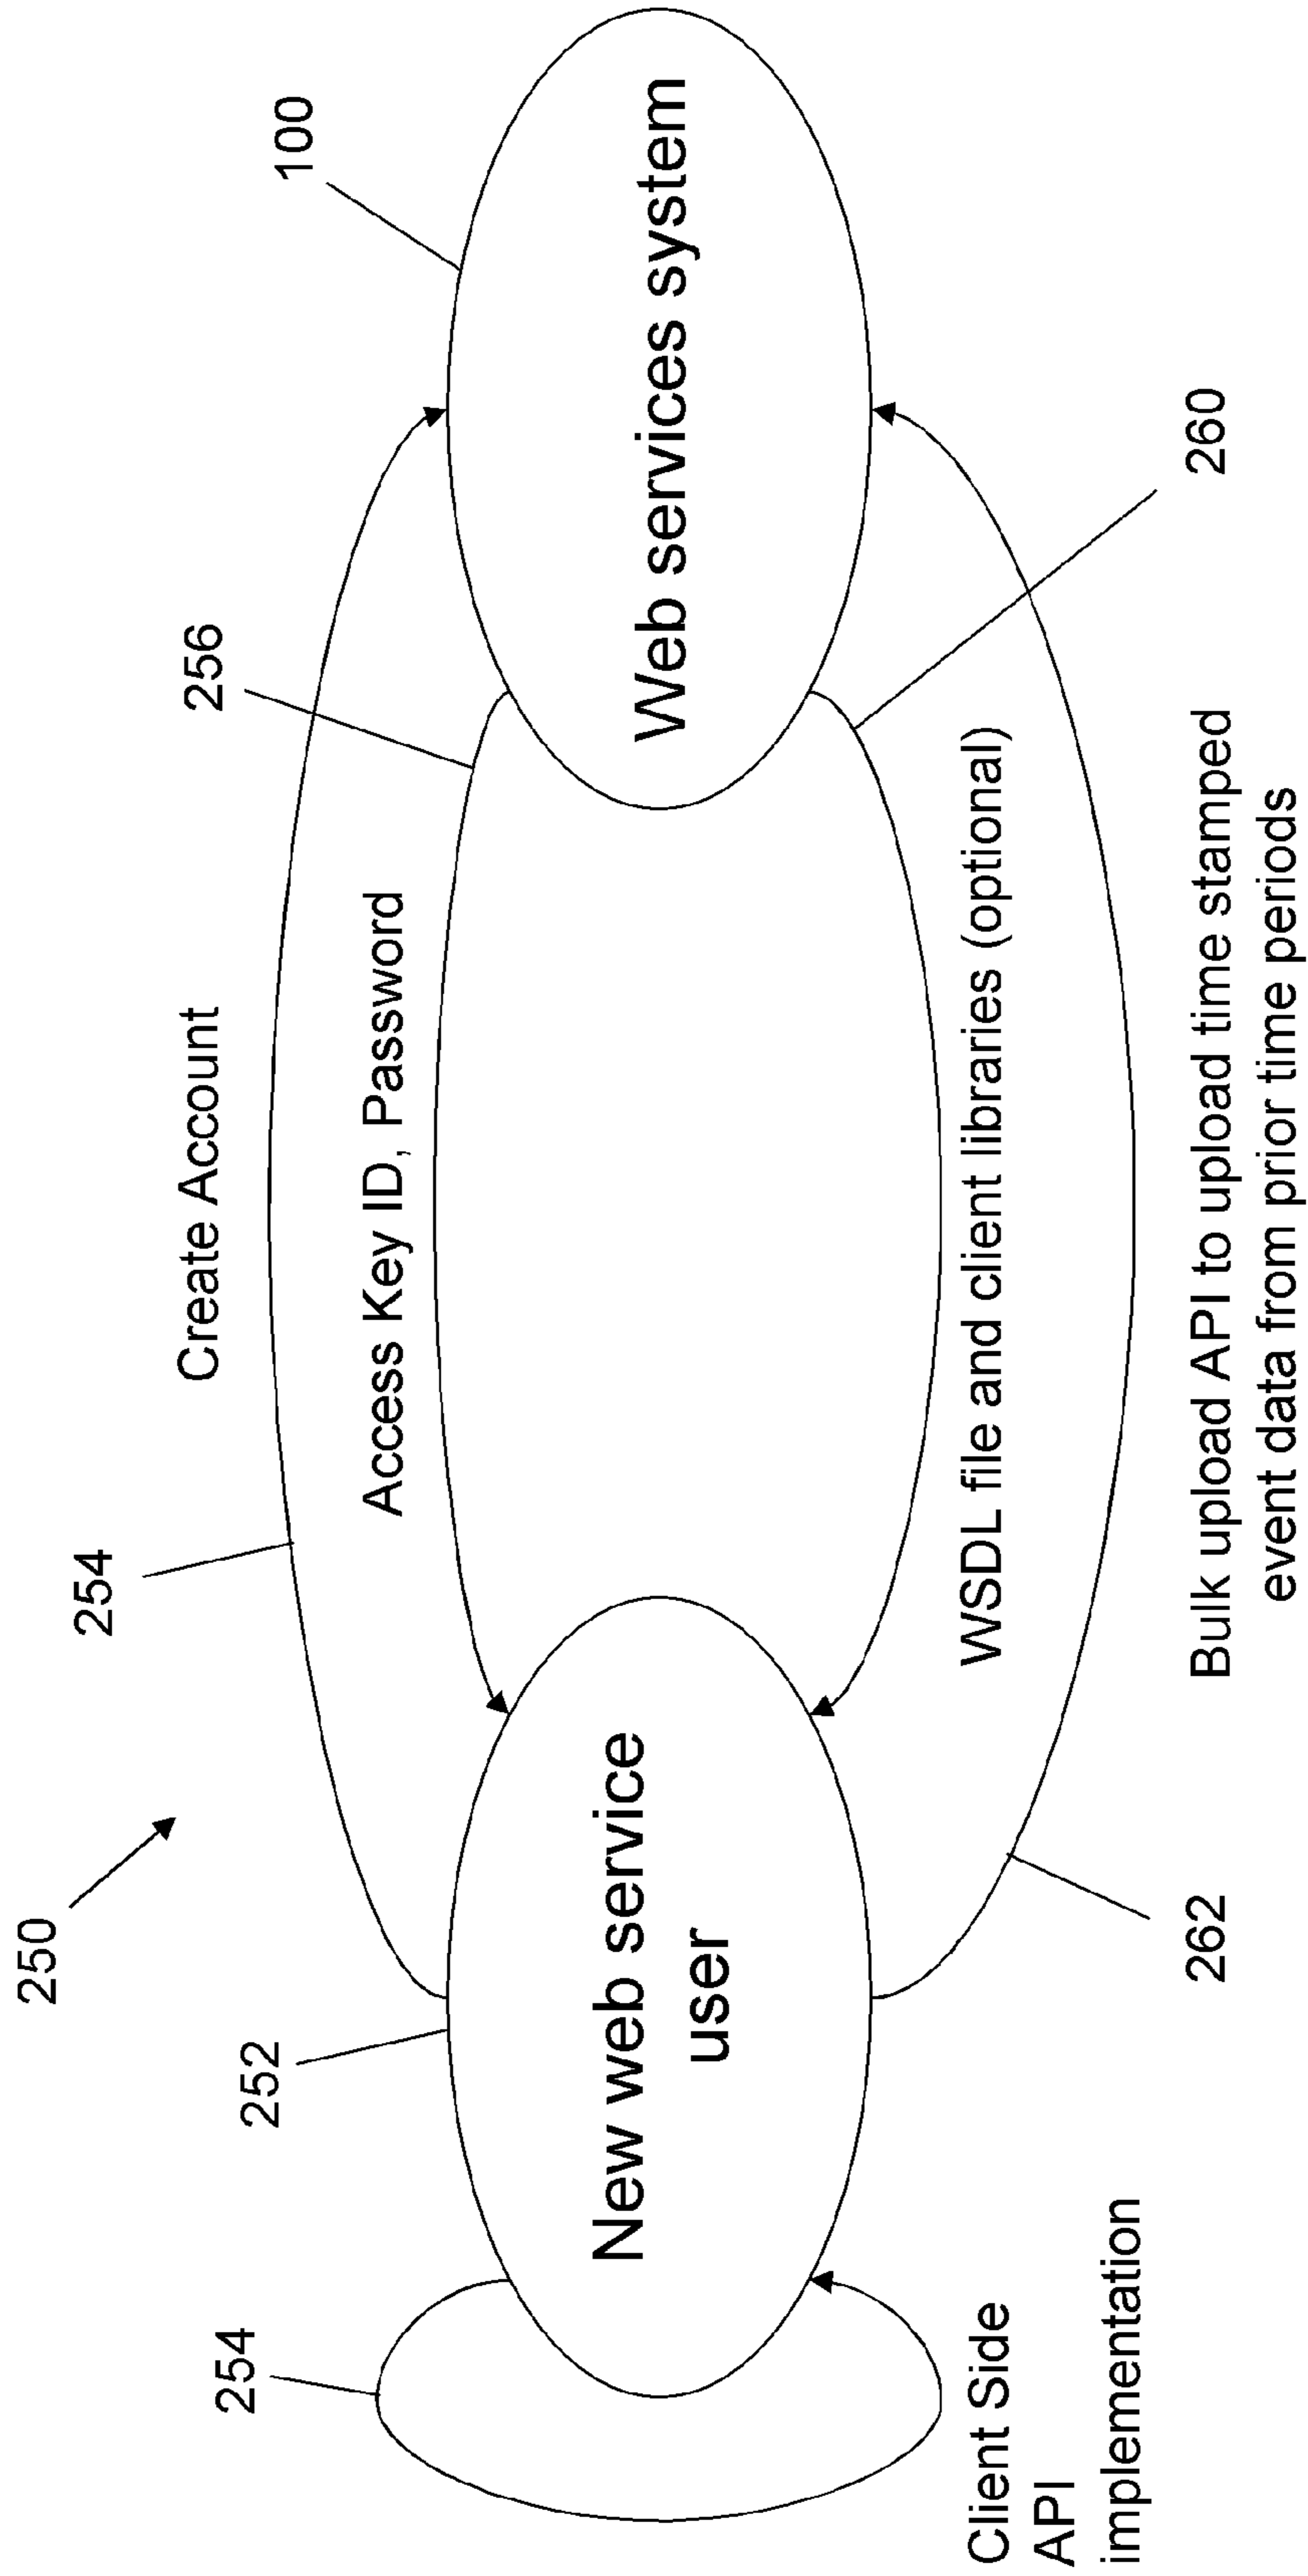 250
254
Create Account
256
100
252
254
Access Key ID, Password
New web service
user
Web services system
WSDL file and client libraries (optional)
Client Side
API
implementation
262
260
Bulk upload API to upload time stamped
event data from prior time periods